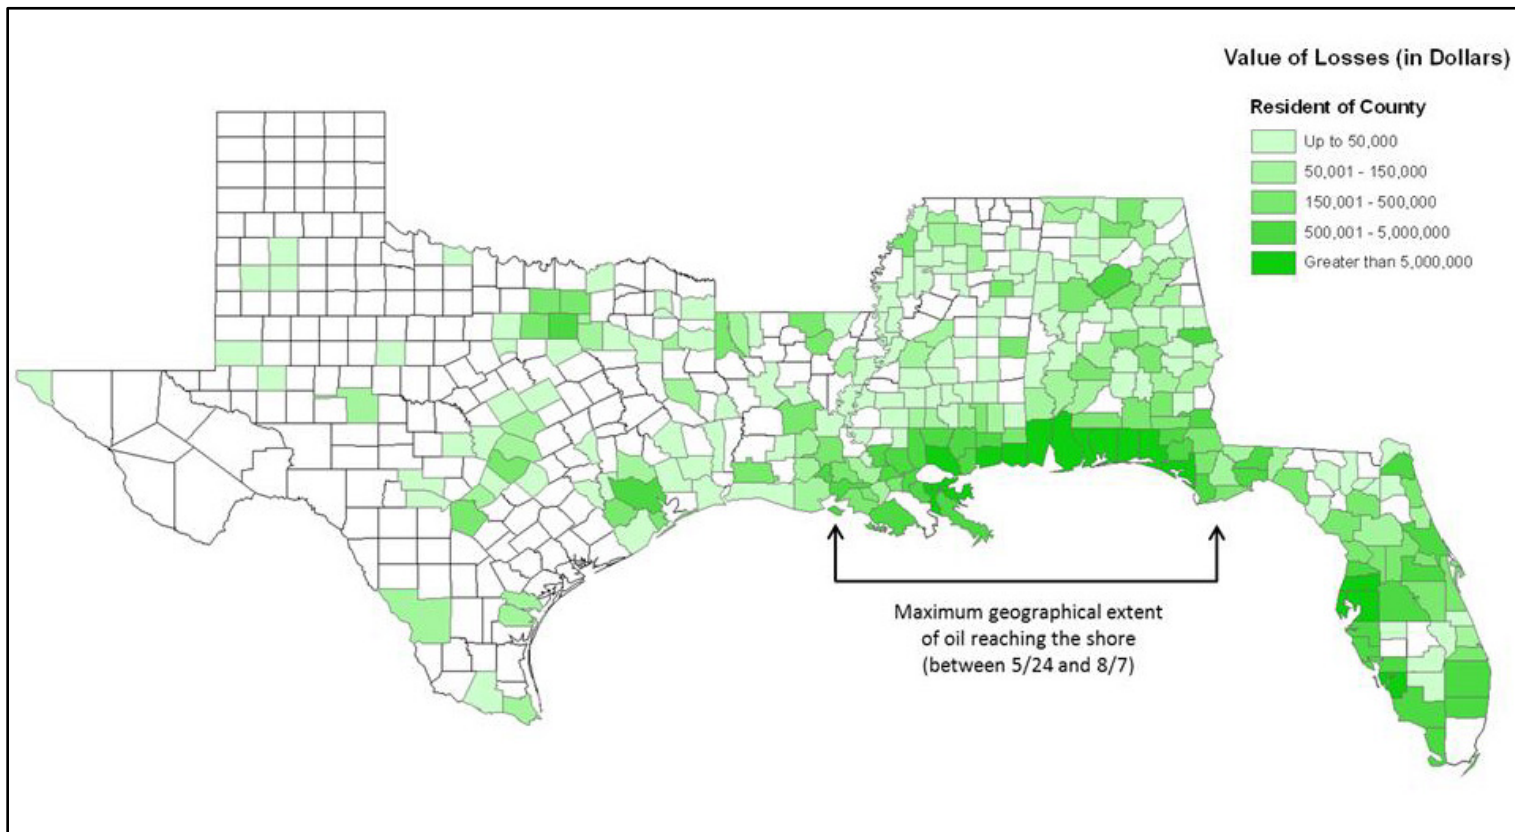 Value of Losses (in Dollars)
Resident of County
Up to 50,000
50,001 - 150,000
150,001 - 500,000
500,001 - 5,000,000
Greater than 5,000,000
Maximum geographical extent
of oil reaching the shore
(between 5/24 and 8/7)